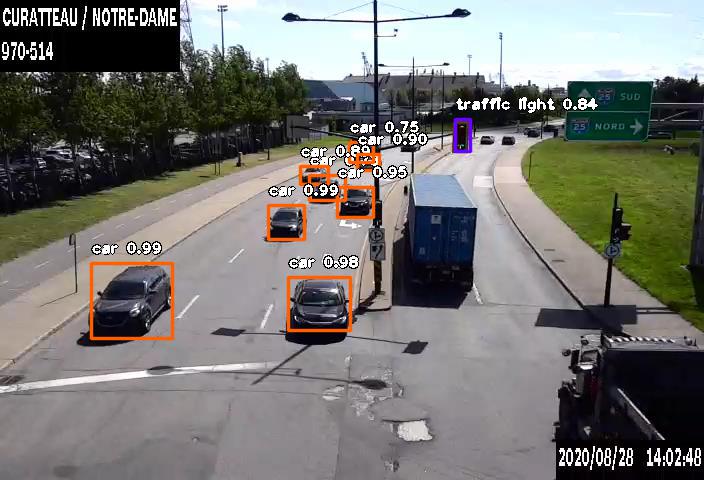 CURATTEAU / NOTRE-DAME
970-514
traffic light 0.84
25 SUD
25 NORD
car 0.75
car 0.90
car 0.89
car 0.95
car 0.99
car 0.99
car 0.98
2020/08/28 14:02:48